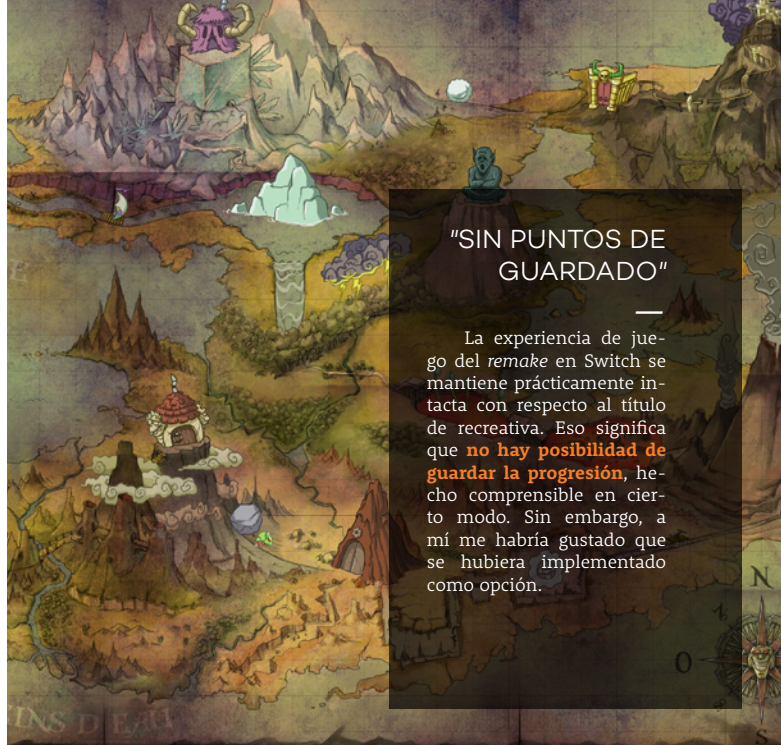 "SIN PUNTOS DE
GUARDADO"
La experiencia de jue-
go del remake en Switch se
mantiene prácticamente in-
tacta con respecto al título
de recreativa. Eso significa
que no hay posibilidad de
guardar la progresión, he-
cho comprensible en cier-
to modo. Sin embargo, a
mí me habría gustado que
se hubiera implementado
como opción.
N
O
S